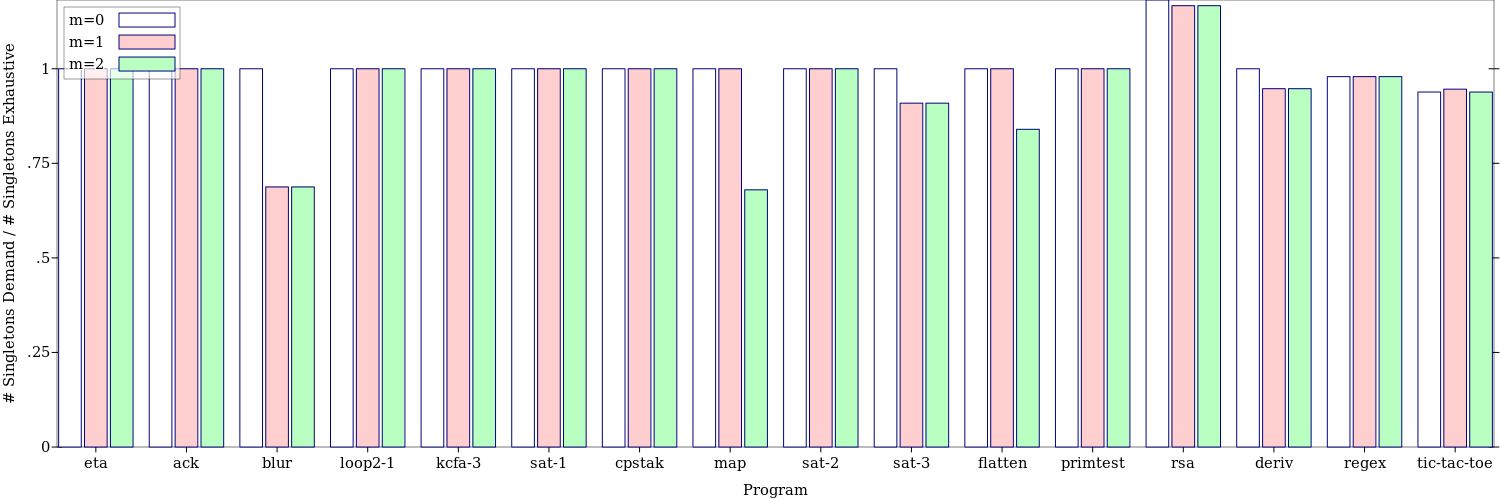 m=0
m=1
m=2
# Singletons Demand / # Singletons Exhaustive
1
.75
.5
.25
0
eta ack blur loop2-1 kcfa-3 sat-1 cpstak map sat-2 sat-3 flatten primtest rsa deriv regex tic-tac-toe
Program